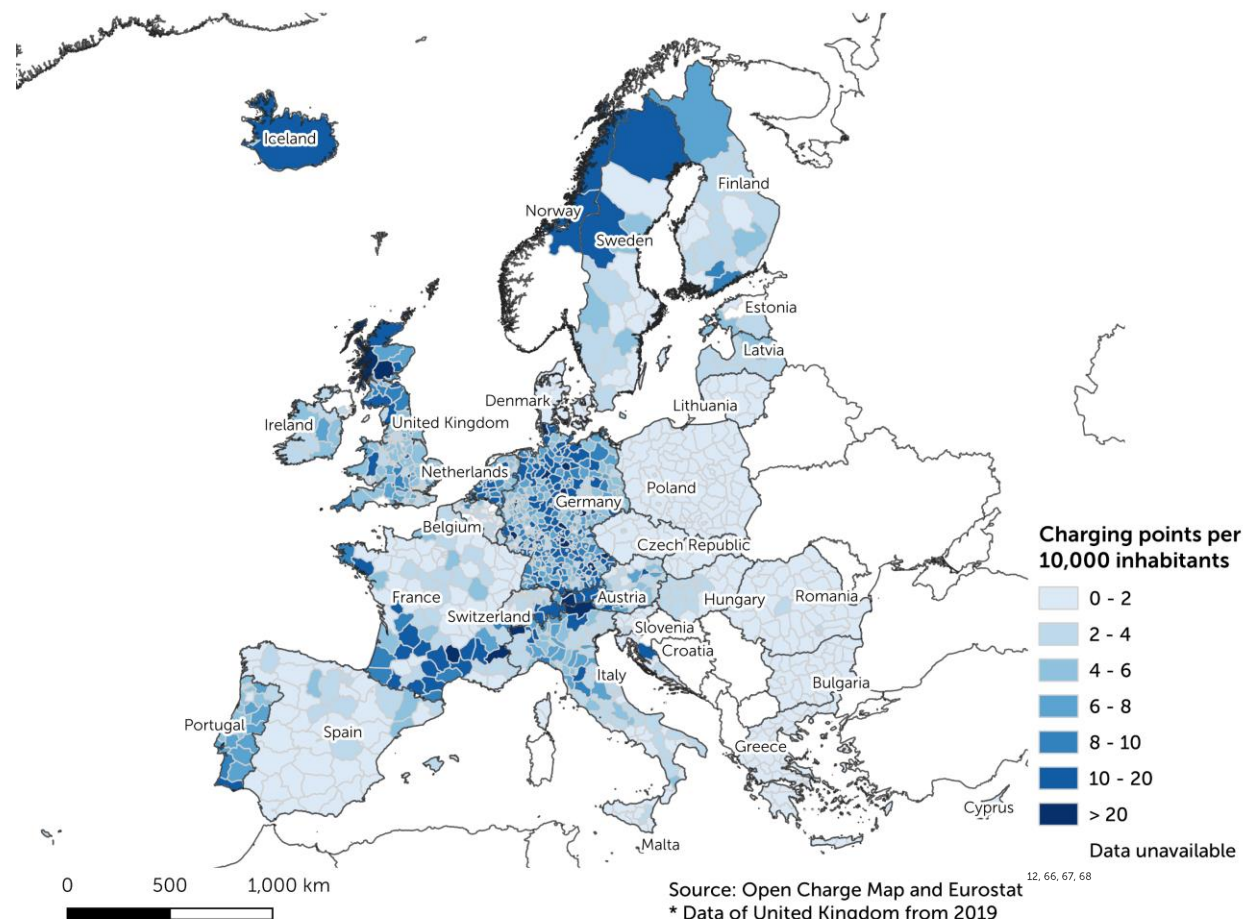 Iceland
Finland
Norway
Sweden
Estonia
Latvia
Denmark
Lithuania
Ireland
United Kingdom
Netherlands
Poland
Germany
Belgium
Czech Republic
France
Austria
Hungary
Romania
Switzerland
Slovenia
Croatia
Italy
Bulgaria
Portugal
Spain
Greece
Cyprus
Malta
Charging points per
10,000 inhabitants
0 - 2
2 - 4
4 - 6
6 - 8
8 - 10
10 - 20
> 20
Data unavailable
0 500 1,000 km
12, 66, 67, 68
Source: Open Charge Map and Eurostat
* Data of United Kingdom from 2019